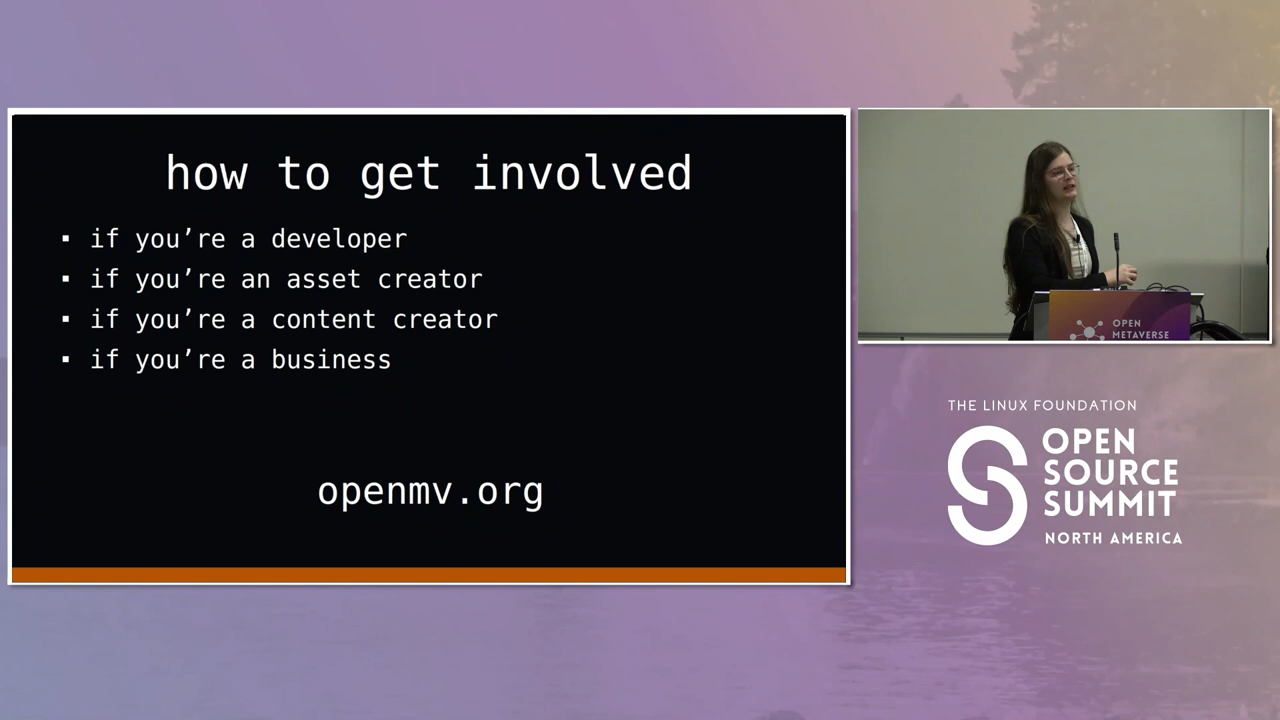 how to get involved
▪ if you’re a developer
▪ if you’re an asset creator
▪ if you’re a content creator
▪ if you’re a business
openmv.org
OPEN
METAVERSE
THE LINUX FOUNDATION
OPEN
SOURCE
SUMMIT
NORTH AMERICA